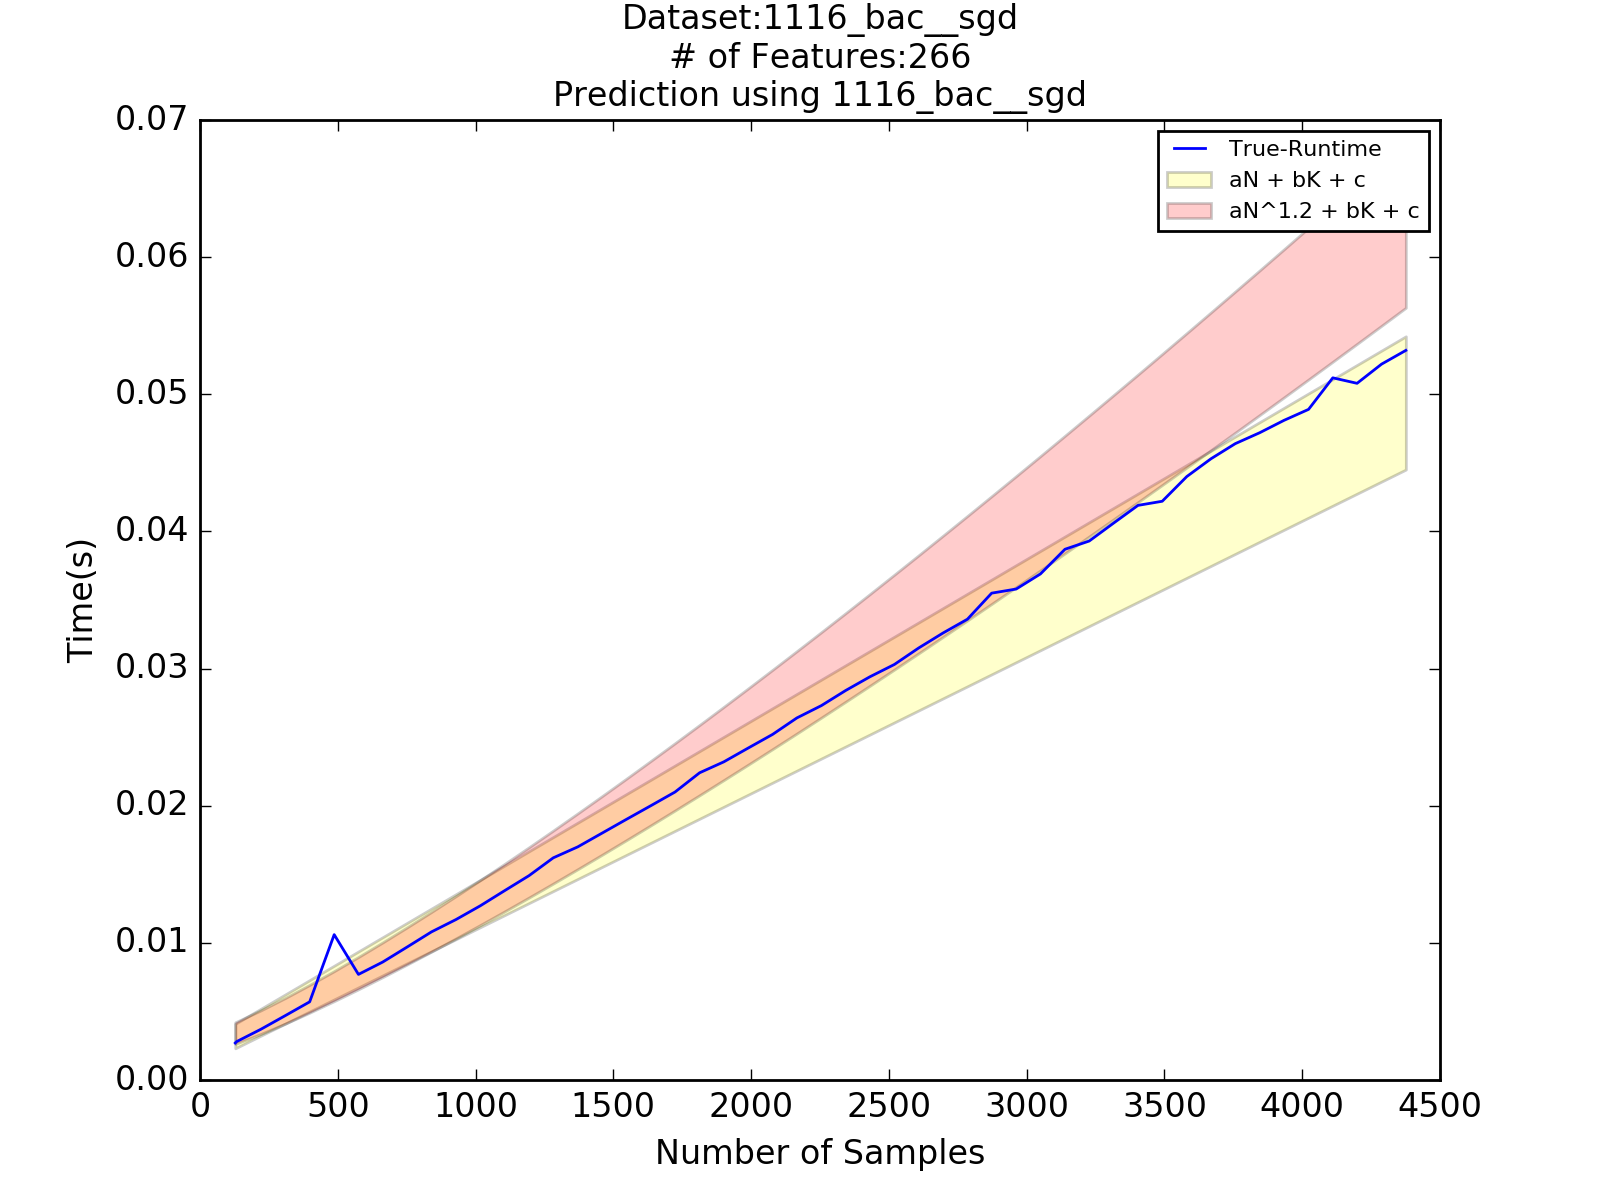 Dataset:1116_bac__sgd
# of Features:266
Prediction using 1116_bac__sgd
0.07
0.06
0.05
0.04
0.03
0.02
0.01
0.00
Time(s)
True-Runtime
aN + bK + c
aN^1.2 + bK + c
0 500 1000 1500 2000 2500 3000 3500 4000 4500
Number of Samples